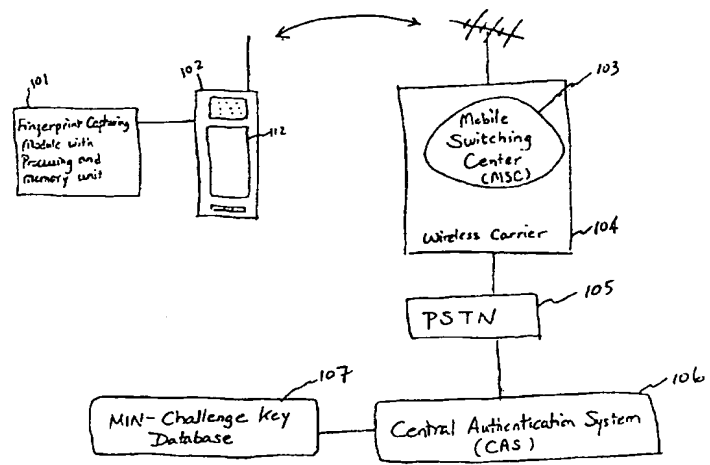 101
102
103
Fingerprint Capturing
Module with
Processing and
memory unit
112
Mobile
Switching
Center
(MSC)
Wireless Carrier
104
PSTN
105
107
106
MIN-Challenge Key
Database
Central Authentication System
(CAS)